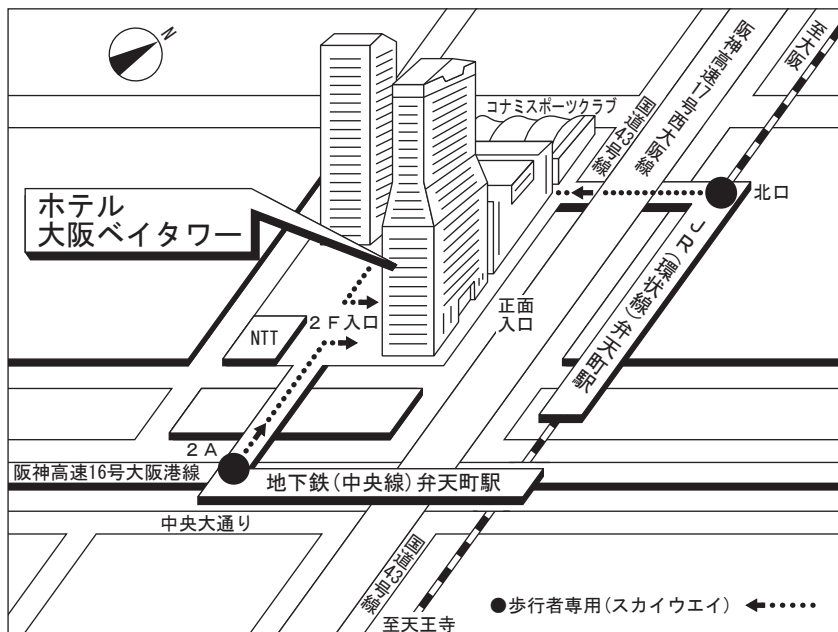 N
至大阪
阪神高速17号西大阪線
国道43号線
コナミスポーツクラブ
北口
ホテル
大阪ベイタワー
JR(環状線)弁天町駅
正面
入口
2F入口
NTT
2A
阪神高速16号大阪港線
地下鉄(中央線)弁天町駅
中央大通り
国道43号線
至天王寺
●歩行者専用(スカイウエイ)